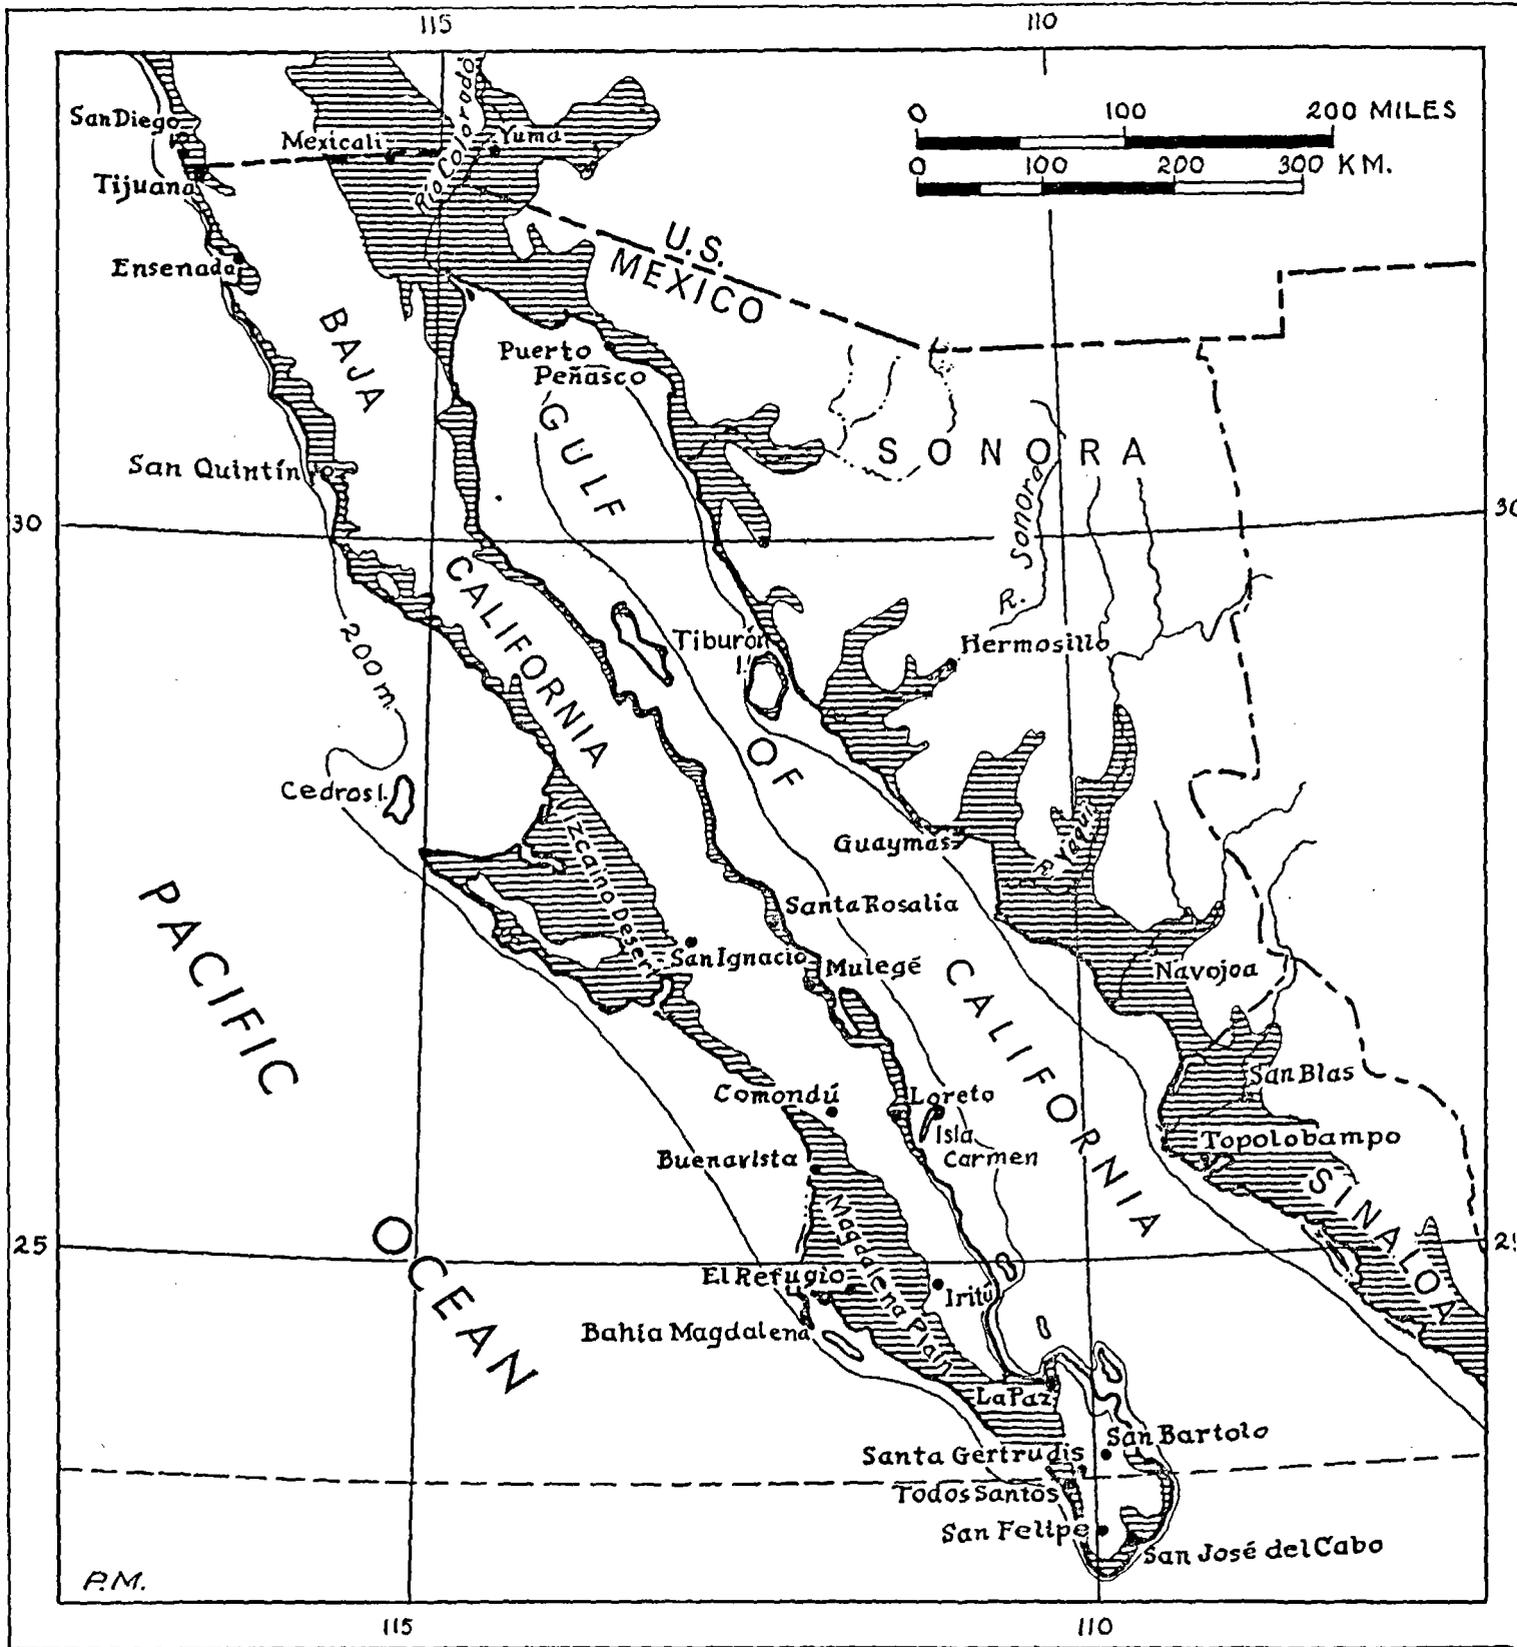 115
110
0 100 200 MILES
0 100 200 300 KM.
San Diego
Mexicali
Rio Colorado
Yuma
Tijuana
U.S.
MEXICO
Ensenada
BAJA
Puerto
Peñasco
GULF
SONORA
San Quintín
30
30
R. Sonora
CALIFORNIA
Tiburón
I.
Hermosillo
200 m.
OF
Cedros I.
Guaymas
R. Yaqui
Vizcaino Desert
PACIFIC
Santa Rosalía
San Ignacio
Mulegé
Navojoa
CALIFORNIA
San Blas
Comondú
Loreto
Isla
Carmen
Topolobampo
Buenavista
SINALOA
Magdalena Plain
25
OCEAN
El Refugio
Iritú
Bahía Magdalena
La Paz
San Bartolo
Santa Gertrudis
Todos Santos
San Felipe
San José del Cabo
P.M.
115
110